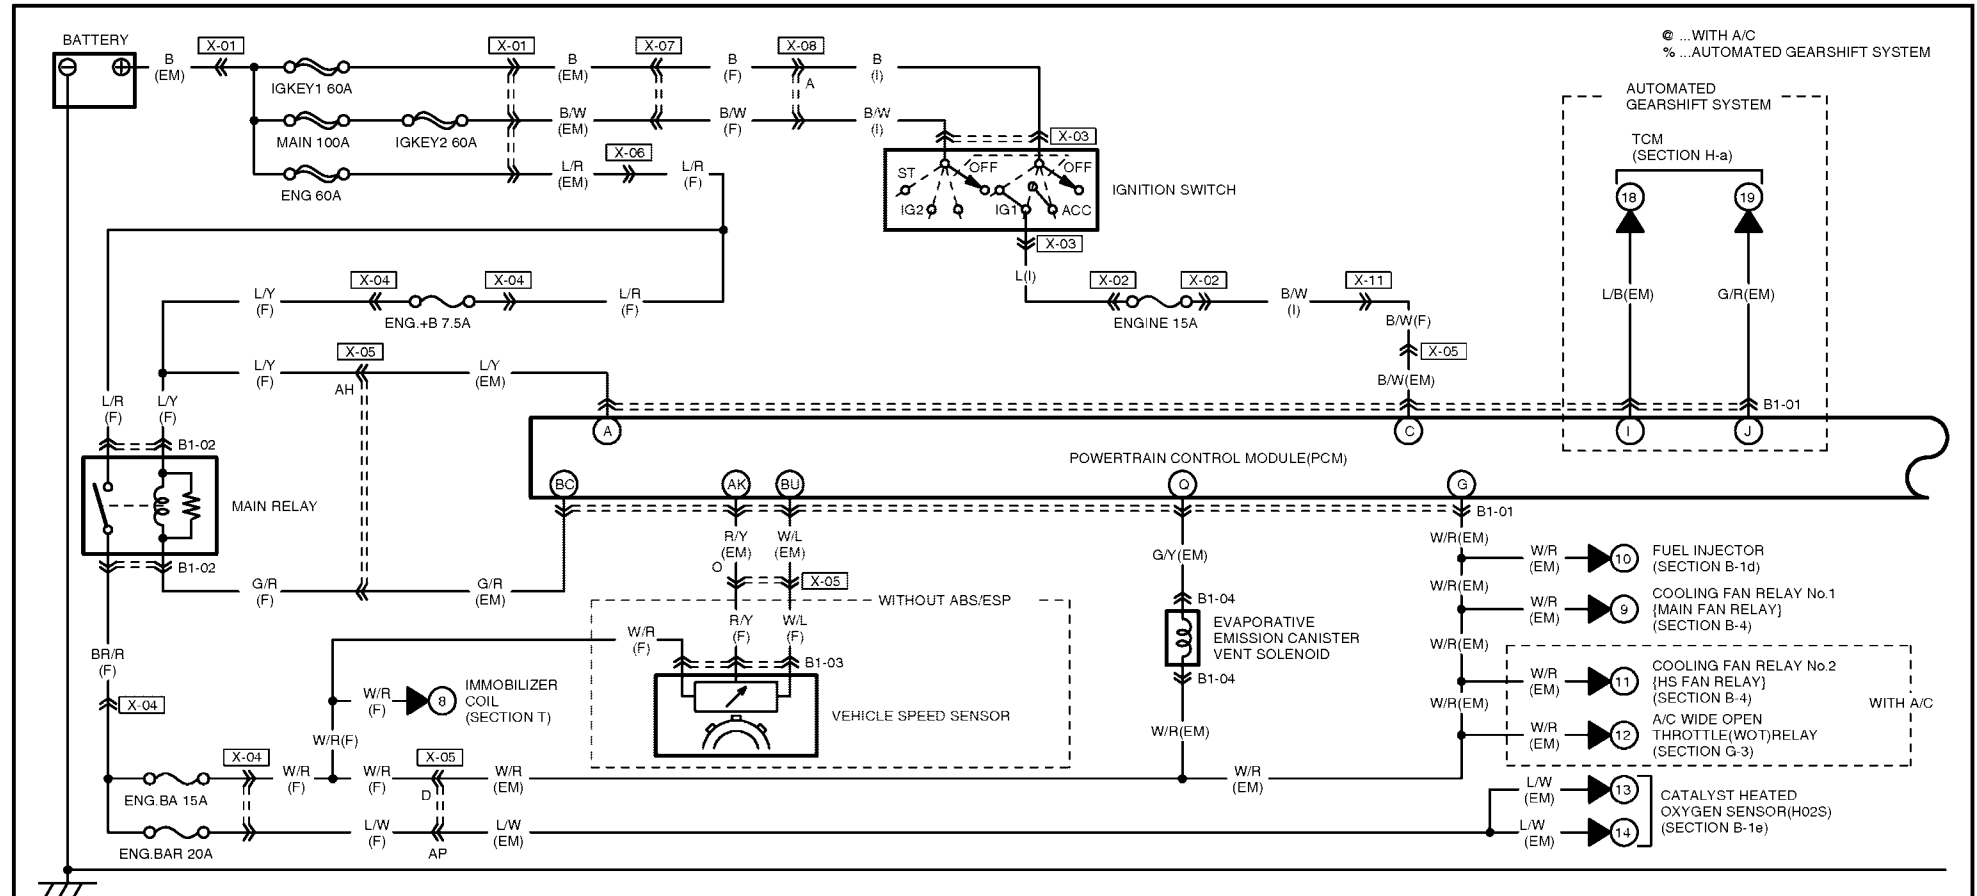 BATTERY
B
(EM)
X-01
IGKEY1 60A
X-01
B
(EM)
X-07
B
(F)
X-08
A
B
(I)
@ ...WITH A/C
% ...AUTOMATED GEARSHIFT SYSTEM
MAIN 100A
IGKEY2 60A
B/W
(EM)
B/W
(F)
B/W
(I)
X-03
AUTOMATED
GEARSHIFT SYSTEM
TCM
(SECTION H-a)
18
19
ENG 60A
L/R
(EM)
X-06
L/R
(F)
ST
OFF
OFF
IG2
IG1
ACC
IGNITION SWITCH
X-03
L(I)
L/Y
(F)
X-04
ENG.+B 7.5A
X-04
L/R
(F)
X-02
ENGINE 15A
X-02
B/W
(I)
X-11
B/W(F)
X-05
B/W(EM)
L/B(EM)
G/R(EM)
L/Y
(F)
X-05
AH
L/Y
(EM)
L/R
(F)
L/Y
(F)
B1-02
B1-01
A
C
I
J
POWERTRAIN CONTROL MODULE(PCM)
BC
AK
BU
Q
G
MAIN RELAY
B1-01
B1-02
G/R
(F)
G/R
(EM)
R/Y
(EM)
O
W/L
(EM)
X-05
G/Y(EM)
W/R(EM)
W/R
(EM)
10
FUEL INJECTOR
(SECTION B-1d)
W/R(EM)
W/R
(EM)
9
COOLING FAN RELAY No.1
{MAIN FAN RELAY}
(SECTION B-4)
WITHOUT ABS/ESP
R/Y
(F)
W/L
(F)
W/R
(F)
B1-03
B1-04
EVAPORATIVE
EMISSION CANISTER
VENT SOLENOID
B1-04
W/R(EM)
W/R
(EM)
11
COOLING FAN RELAY No.2
{HS FAN RELAY}
(SECTION B-4)
WITH A/C
BR/R
(F)
X-04
W/R
(F)
8
IMMOBILIZER
COIL
(SECTION T)
VEHICLE SPEED SENSOR
W/R(F)
W/R(EM)
W/R(EM)
W/R
(EM)
12
A/C WIDE OPEN
THROTTLE(WOT)RELAY
(SECTION G-3)
ENG.BA 15A
X-04
W/R
(F)
W/R
(F)
X-05
D
W/R
(EM)
W/R
(EM)
L/W
(EM)
13
CATALYST HEATED
OXYGEN SENSOR(H02S)
(SECTION B-1e)
ENG.BAR 20A
L/W
(F)
AP
L/W
(EM)
L/W
(EM)
14